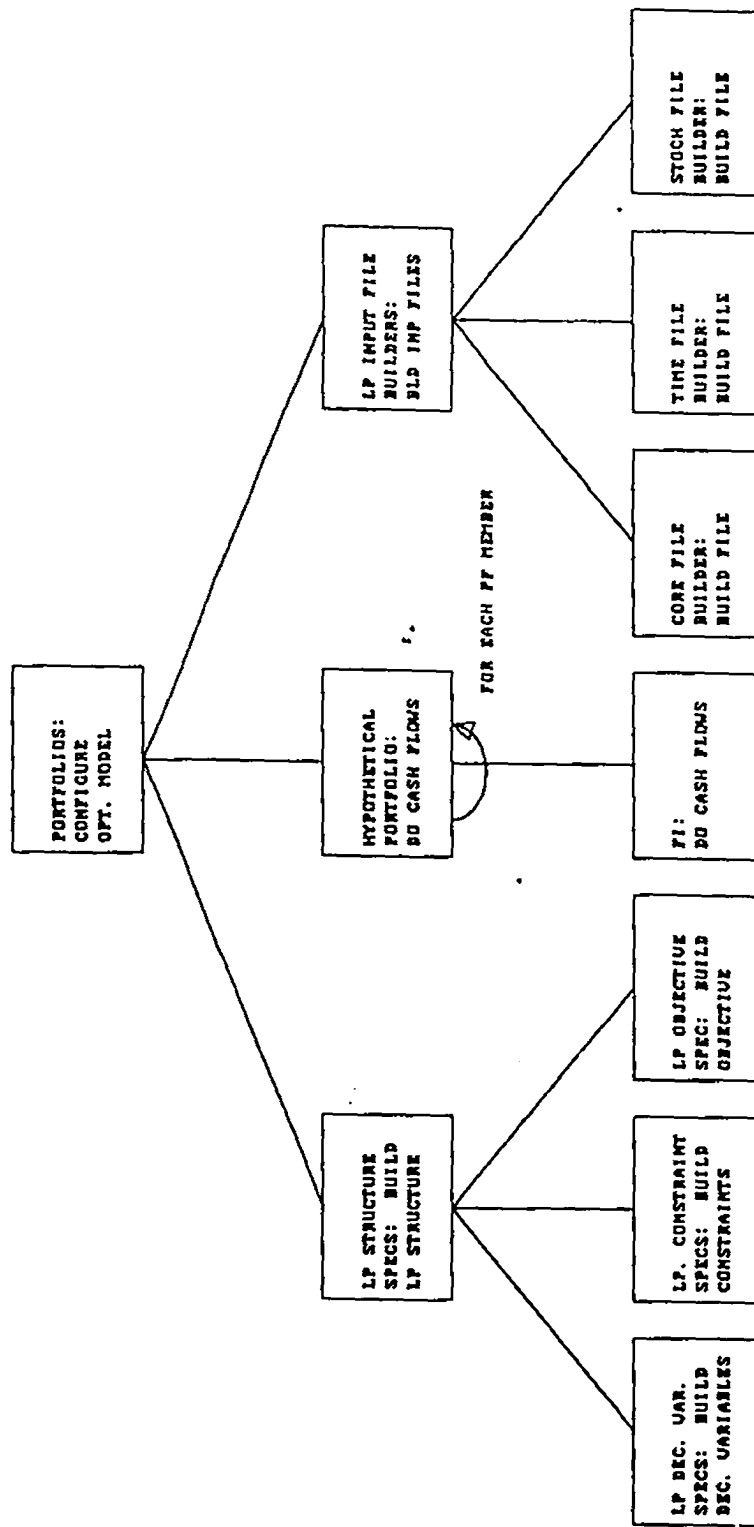 PORTFOLIOS:
CONFIGURE
OPT. MODEL
LP STRUCTURE
SPECS: BUILD
LP STRUCTURE
HYPOTHETICAL
PORTFOLIO:
DO CASH FLOWS
LP INPUT FILE
BUILDERS:
BLD INP FILES
FOR EACH PF MEMBER
LP DEC. VAR.
SPECS: BUILD
DEC. VARIABLES
LP. CONSTRAINT
SPECS: BUILD
CONSTRAINTS
LP OBJECTIVE
SPEC: BUILD
OBJECTIVE
FI:
DO CASH FLOWS
CORE FILE
BUILDER:
BUILD FILE
TIME FILE
BUILDER:
BUILD FILE
STOCH FILE
BUILDER:
BUILD FILE